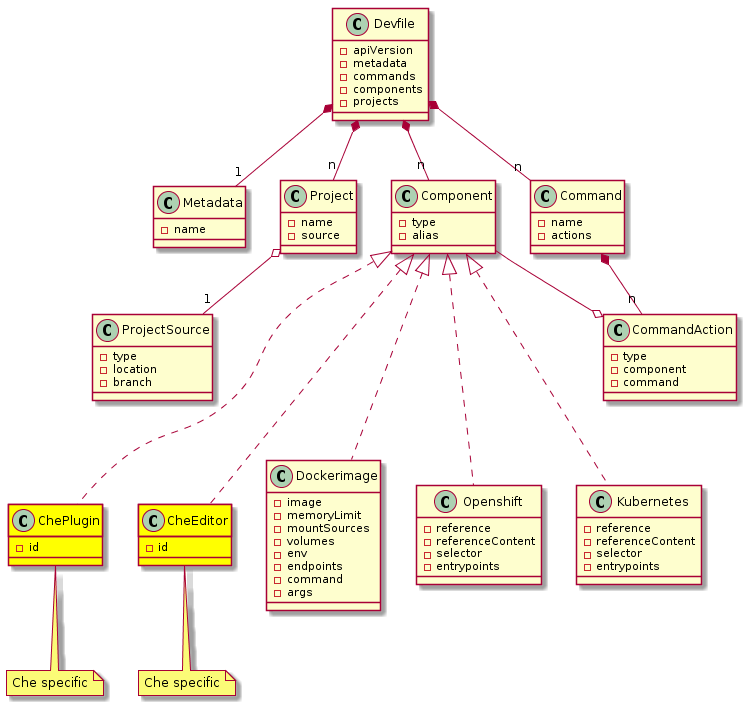 C Devfile
apiVersion
metadata
commands
components
projects
1
n
n
n
C Metadata
name
C Project
name
source
C Component
type
alias
C Command
name
actions
1
n
C ProjectSource
type
location
branch
C CommandAction
type
component
command
C ChePlugin
id
C CheEditor
id
C Dockerimage
image
memoryLimit
mountSources
volumes
env
endpoints
command
args
C Openshift
reference
referenceContent
selector
entrypoints
C Kubernetes
reference
referenceContent
selector
entrypoints
Che specific
Che specific